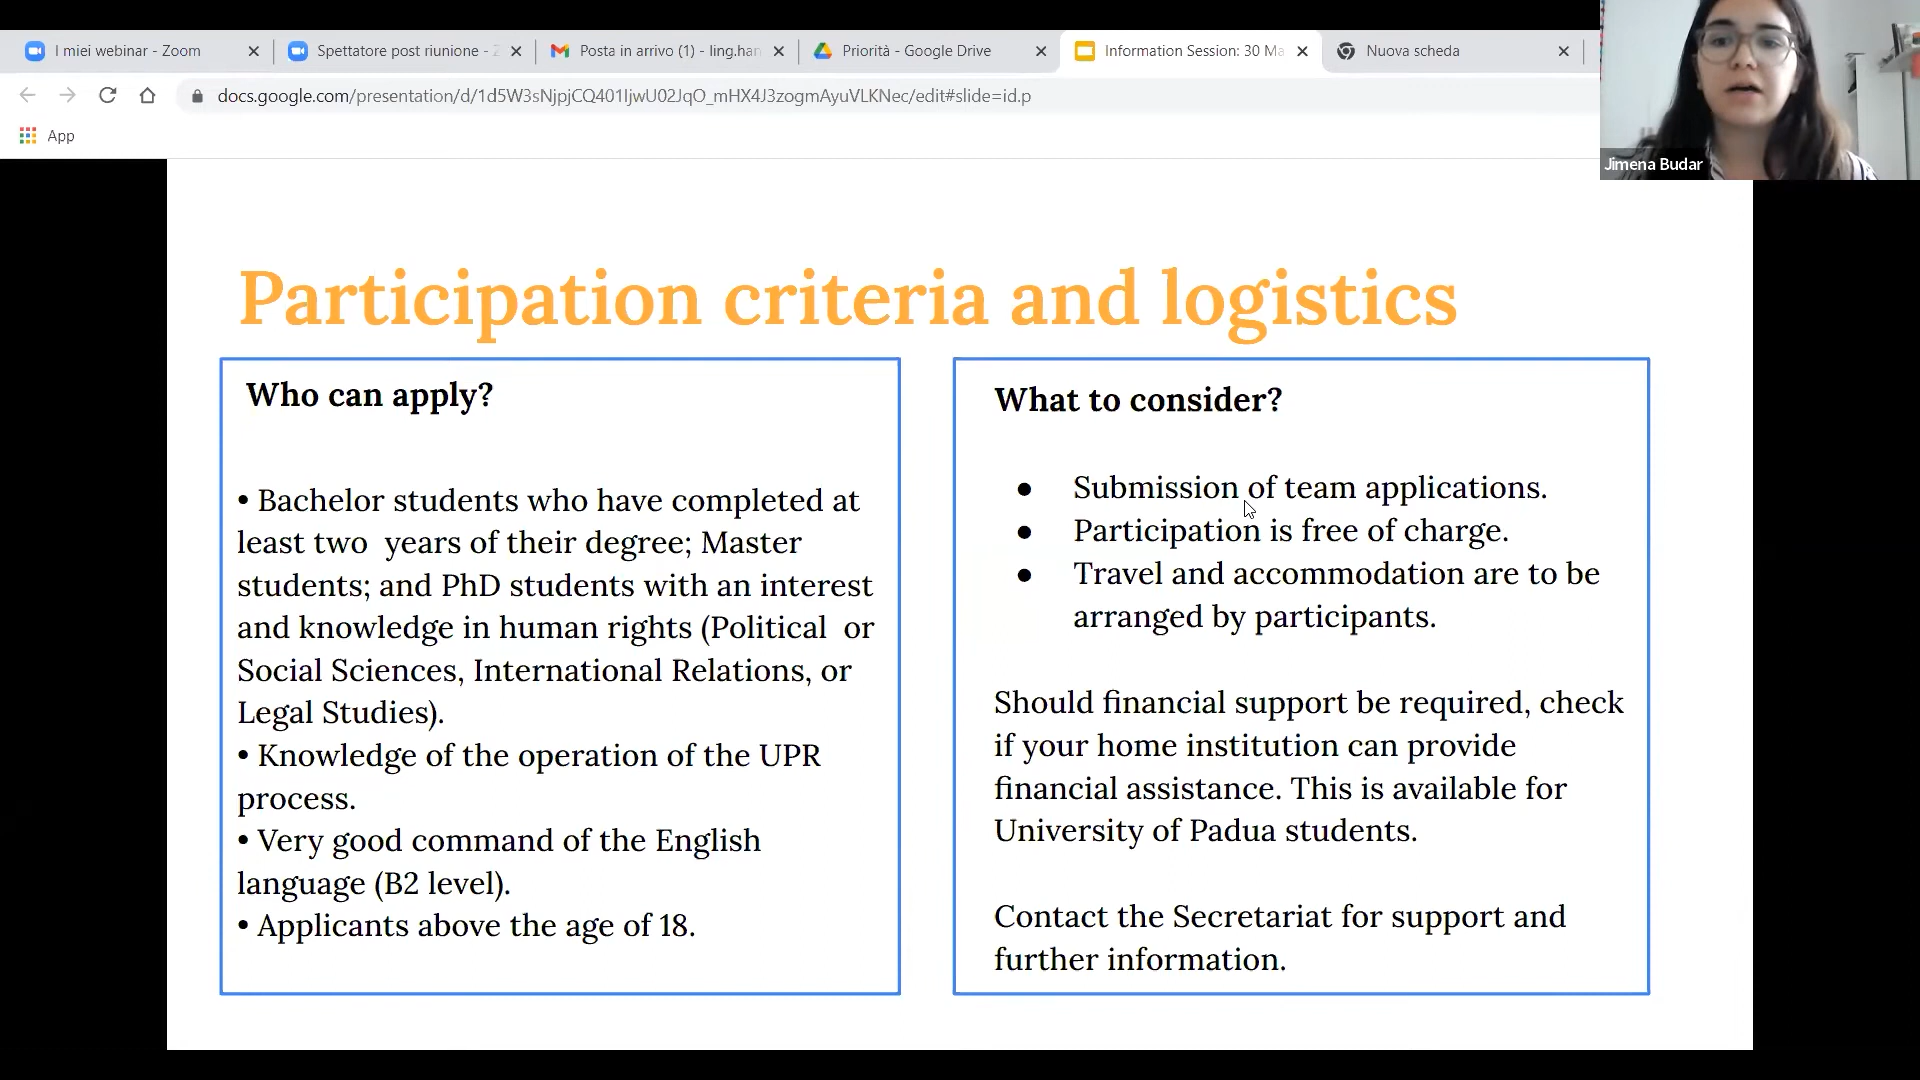 I miei webinar - Zoom
Spettatore post riunione - Z
Posta in arrivo (1) - ling.han
Priorità - Google Drive
Information Session: 30 Ma
Nuova scheda
docs.google.com/presentation/d/1d5W3sNjpjCQ401IjwU02JqO_mHX4J3zogmAyuVLKNec/edit#slide=id.p
App
Jimena Budar
Participation criteria and logistics
Who can apply?
• Bachelor students who have completed at
least two years of their degree; Master
students; and PhD students with an interest
and knowledge in human rights (Political or
Social Sciences, International Relations, or
Legal Studies).
• Knowledge of the operation of the UPR
process.
• Very good command of the English
language (B2 level).
• Applicants above the age of 18.
What to consider?
● Submission of team applications.
● Participation is free of charge.
● Travel and accommodation are to be
arranged by participants.
Should financial support be required, check
if your home institution can provide
financial assistance. This is available for
University of Padua students.
Contact the Secretariat for support and
further information.